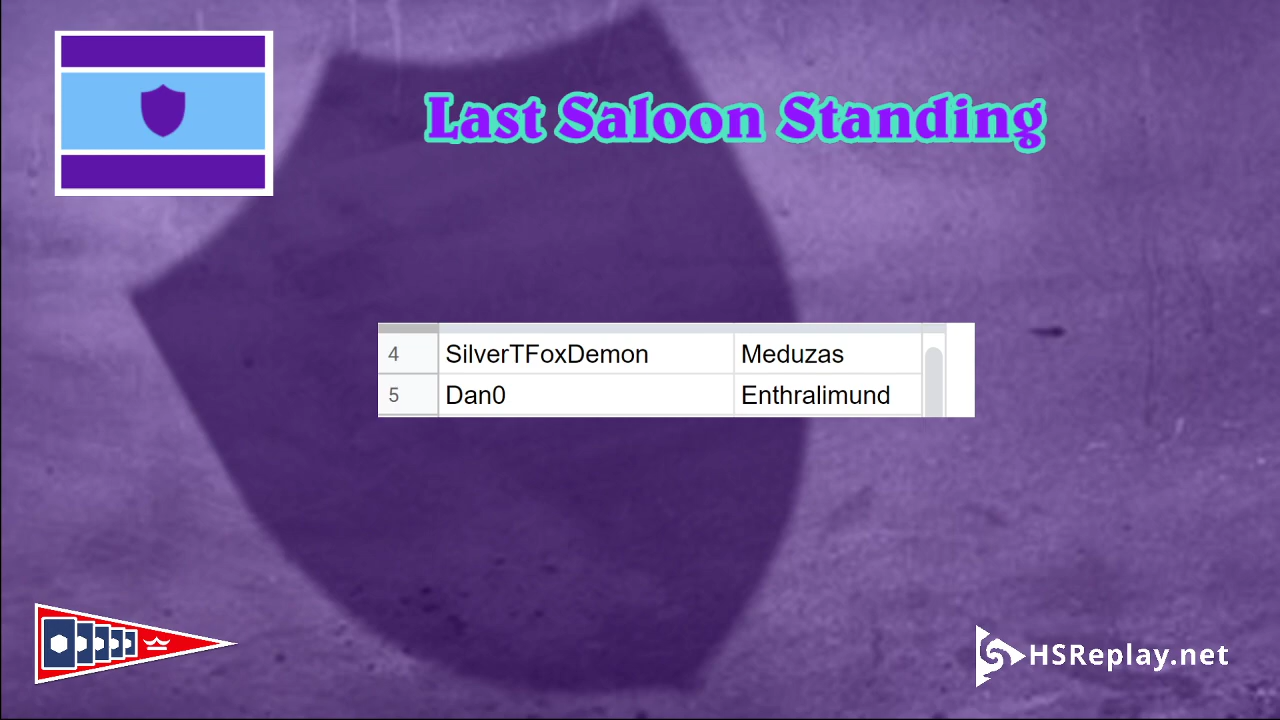 Last Saloon Standing
4 SilverTFoxDemon Meduzas
5 Dan0 Enthralimund
HSReplay.net